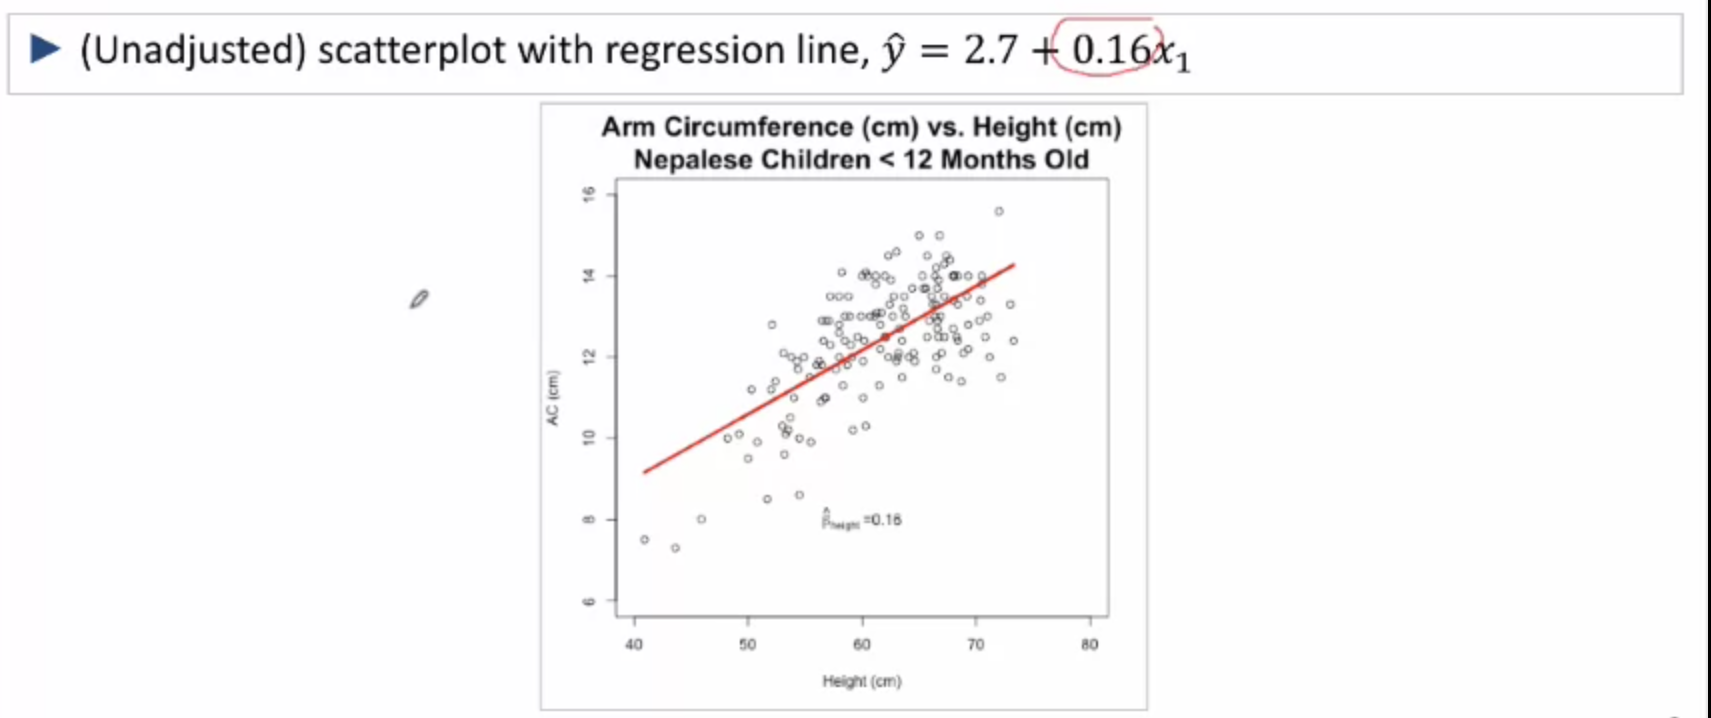 ► (Unadjusted) scatterplot with regression line, ŷ = 2.7 + 0.16x₁
Arm Circumference (cm) vs. Height (cm)
Nepalese Children < 12 Months Old
16
14
12
10
8
6
AC (cm)
β̂height =0.16
40 50 60 70 80
Height (cm)